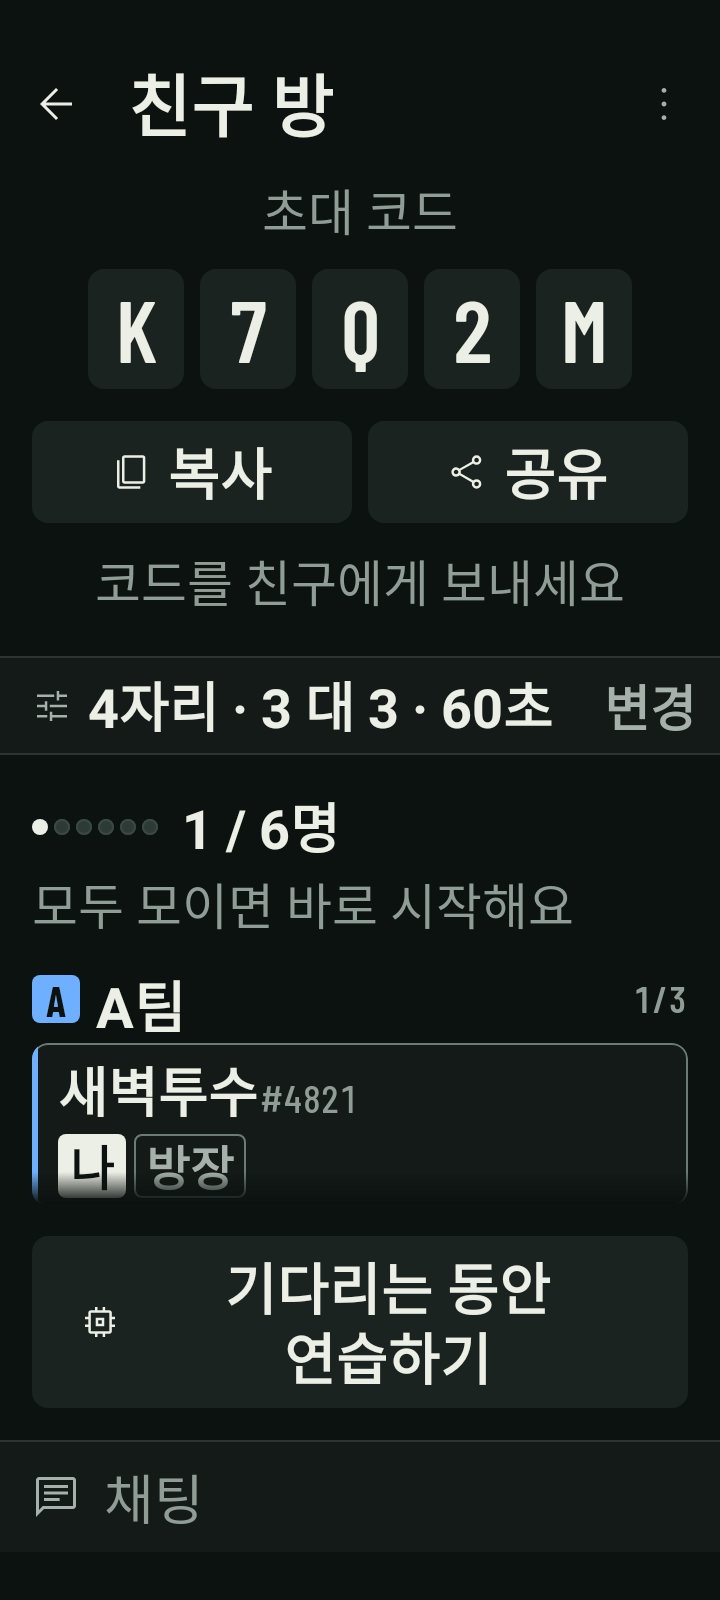 친구 방
초대 코드
K 7 Q 2 M
복사 공유
코드를 친구에게 보내세요
4자리 · 3 대 3 · 60초 변경
1 / 6명
모두 모이면 바로 시작해요
A A팀 1/3
새벽투수#4821
나 방장
기다리는 동안
연습하기
채팅